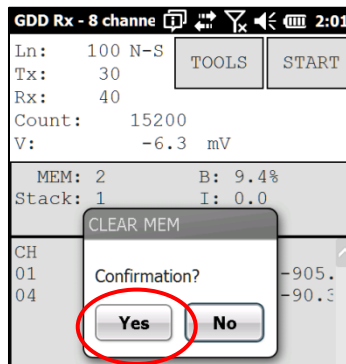 GDD Rx - 8 channe 2:01
Ln: 100 N-S
Tx: 30
Rx: 40
TOOLS START
Count: 15200
V: -6.3 mV
MEM: 2 B: 9.4%
Stack: 1 I: 0.0
CLEAR MEM
CH
01 -905.
04 -90.3
Confirmation?
Yes No